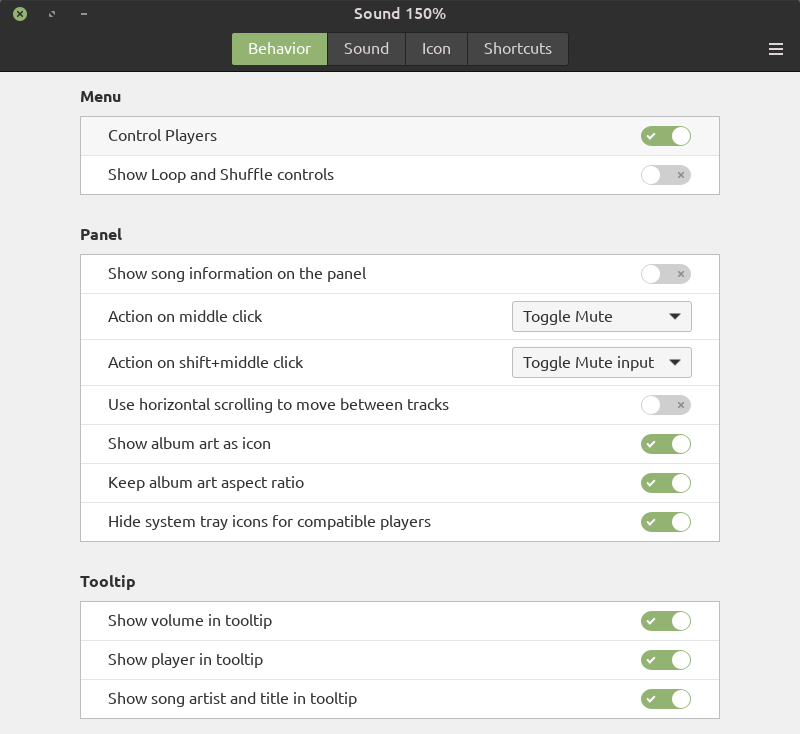 Sound 150%
Behavior Sound Icon Shortcuts
Menu
Control Players
Show Loop and Shuffle controls
Panel
Show song information on the panel
Action on middle click Toggle Mute
Action on shift+middle click Toggle Mute input
Use horizontal scrolling to move between tracks
Show album art as icon
Keep album art aspect ratio
Hide system tray icons for compatible players
Tooltip
Show volume in tooltip
Show player in tooltip
Show song artist and title in tooltip